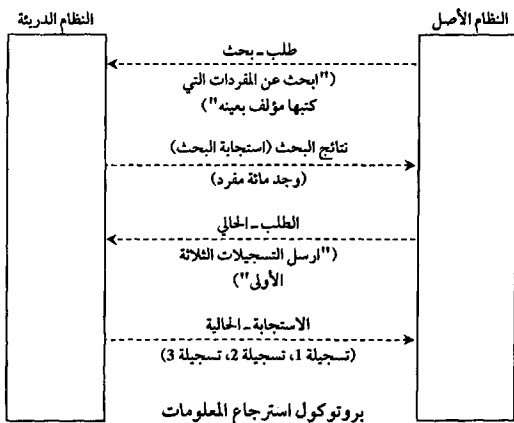 النظام الأصل
النظام الدريئة
طلب ـ بحث
("ابحث عن المفردات التي
كتبها مؤلف بعينه")
نتائج البحث (استجابة البحث)
(وجد مائة مفرد)
الطلب ـ الحالي
("ارسل التسجيلات الثلاثة
الأولى")
الاستجابة ـ الحالية
(تسجيلة 1، تسجيلة 2، تسجيلة 3)
بروتوكول استرجاع المعلومات